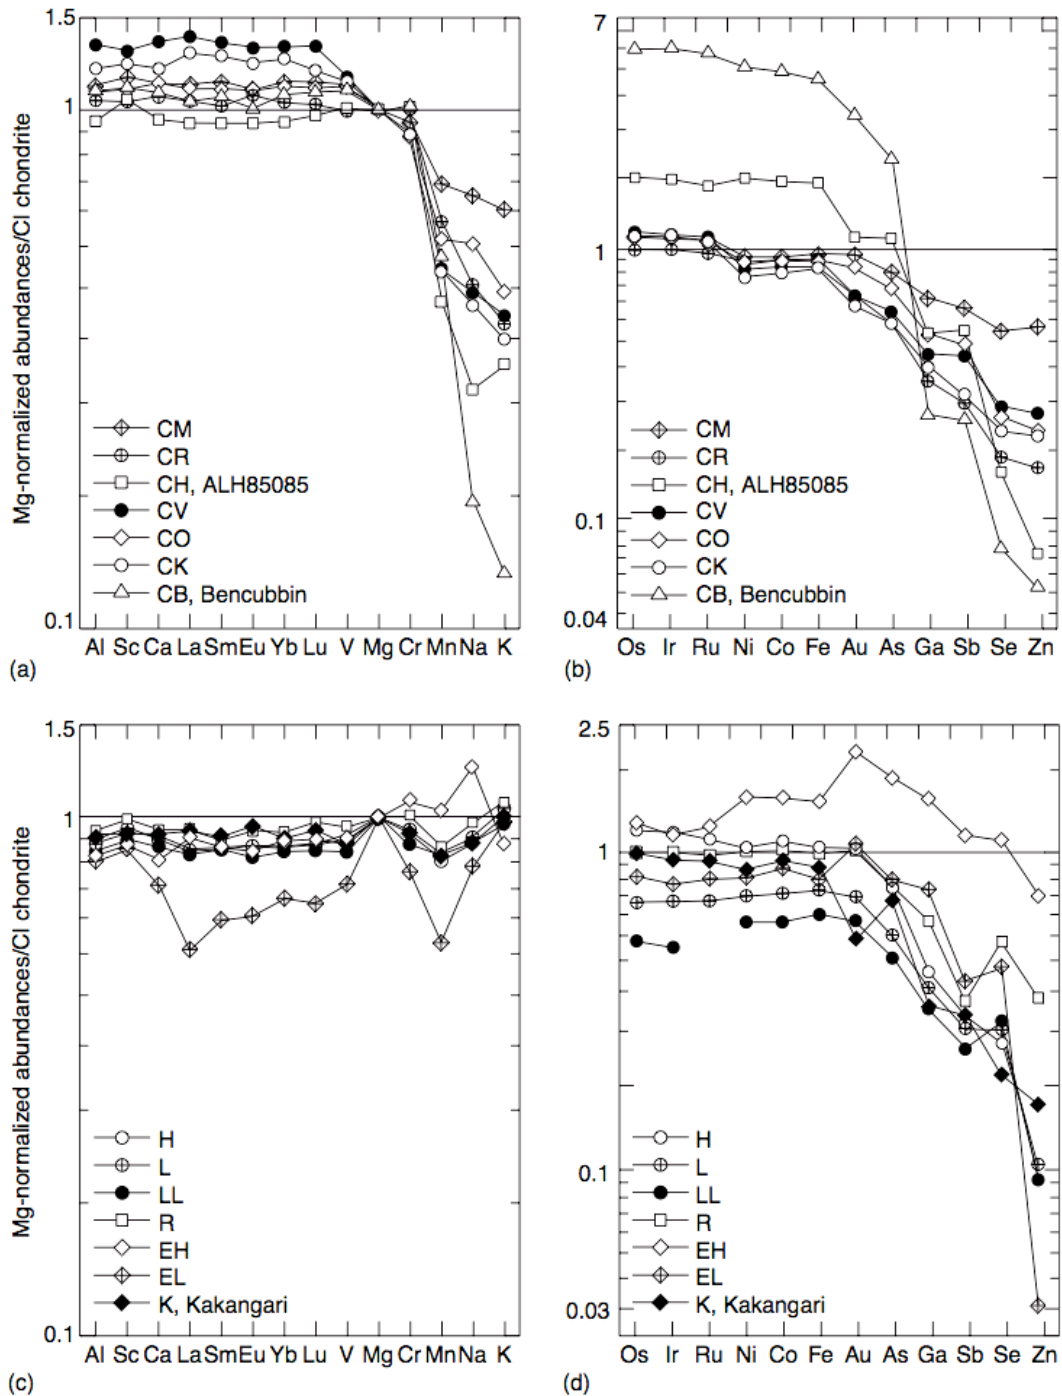 1.5
1
0.1
Mg-normalized abundances/CI chondrite
CM
CR
CH, ALH85085
CV
CO
CK
CB, Bencubbin
Al Sc Ca La Sm Eu Yb Lu V Mg Cr Mn Na K
(a)
7
1
0.1
0.04
CM
CR
CH, ALH85085
CV
CO
CK
CB, Bencubbin
Os Ir Ru Ni Co Fe Au As Ga Sb Se Zn
(b)
1.5
1
0.1
Mg-normalized abundances/CI chondrite
H
L
LL
R
EH
EL
K, Kakangari
Al Sc Ca La Sm Eu Yb Lu V Mg Cr Mn Na K
(c)
2.5
1
0.1
0.03
H
L
LL
R
EH
EL
K, Kakangari
Os Ir Ru Ni Co Fe Au As Ga Sb Se Zn
(d)